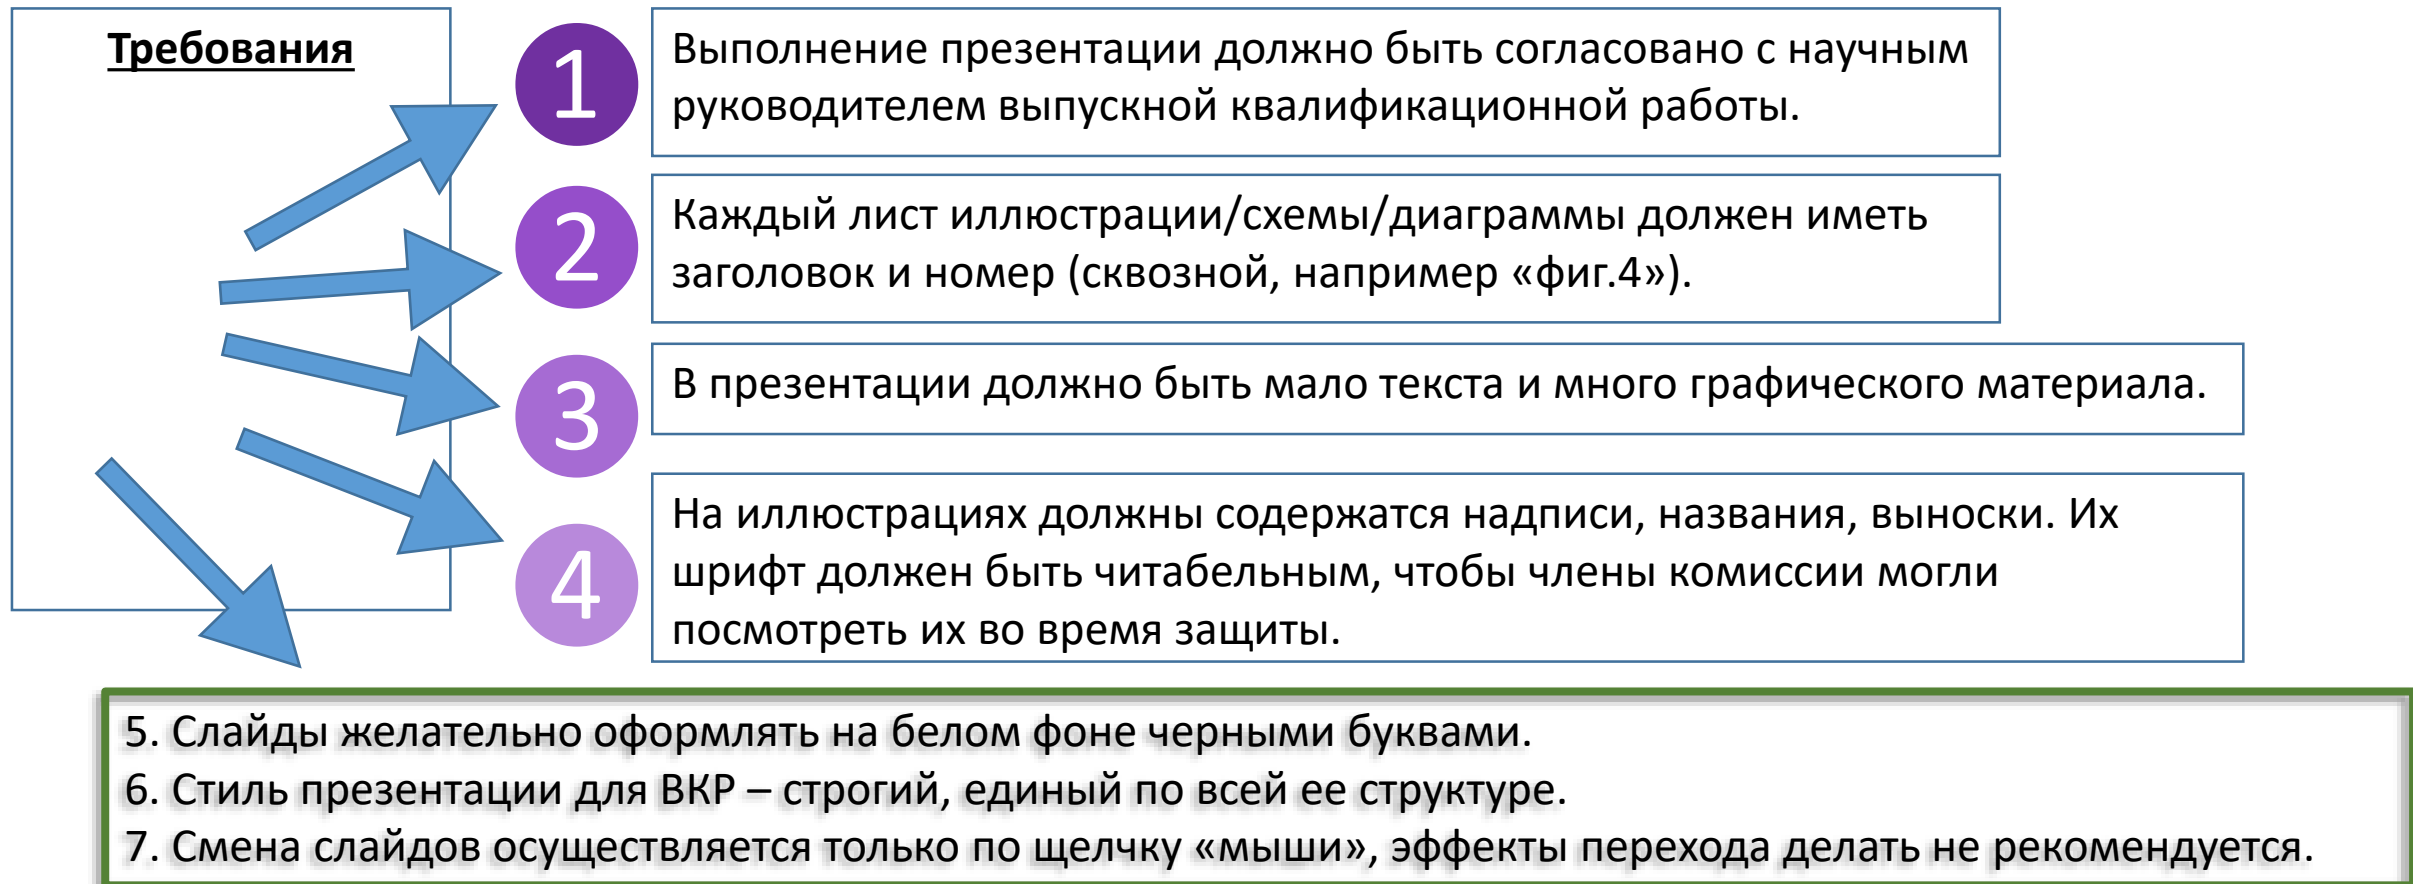 Требования
1
Выполнение презентации должно быть согласовано с научным
руководителем выпускной квалификационной работы.
2
Каждый лист иллюстрации/схемы/диаграммы должен иметь
заголовок и номер (сквозной, например «фиг.4»).
3
В презентации должно быть мало текста и много графического материала.
4
На иллюстрациях должны содержатся надписи, названия, выноски. Их
шрифт должен быть читабельным, чтобы члены комиссии могли
посмотреть их во время защиты.
5. Слайды желательно оформлять на белом фоне черными буквами.
6. Стиль презентации для ВКР – строгий, единый по всей ее структуре.
7. Смена слайдов осуществляется только по щелчку «мыши», эффекты перехода делать не рекомендуется.